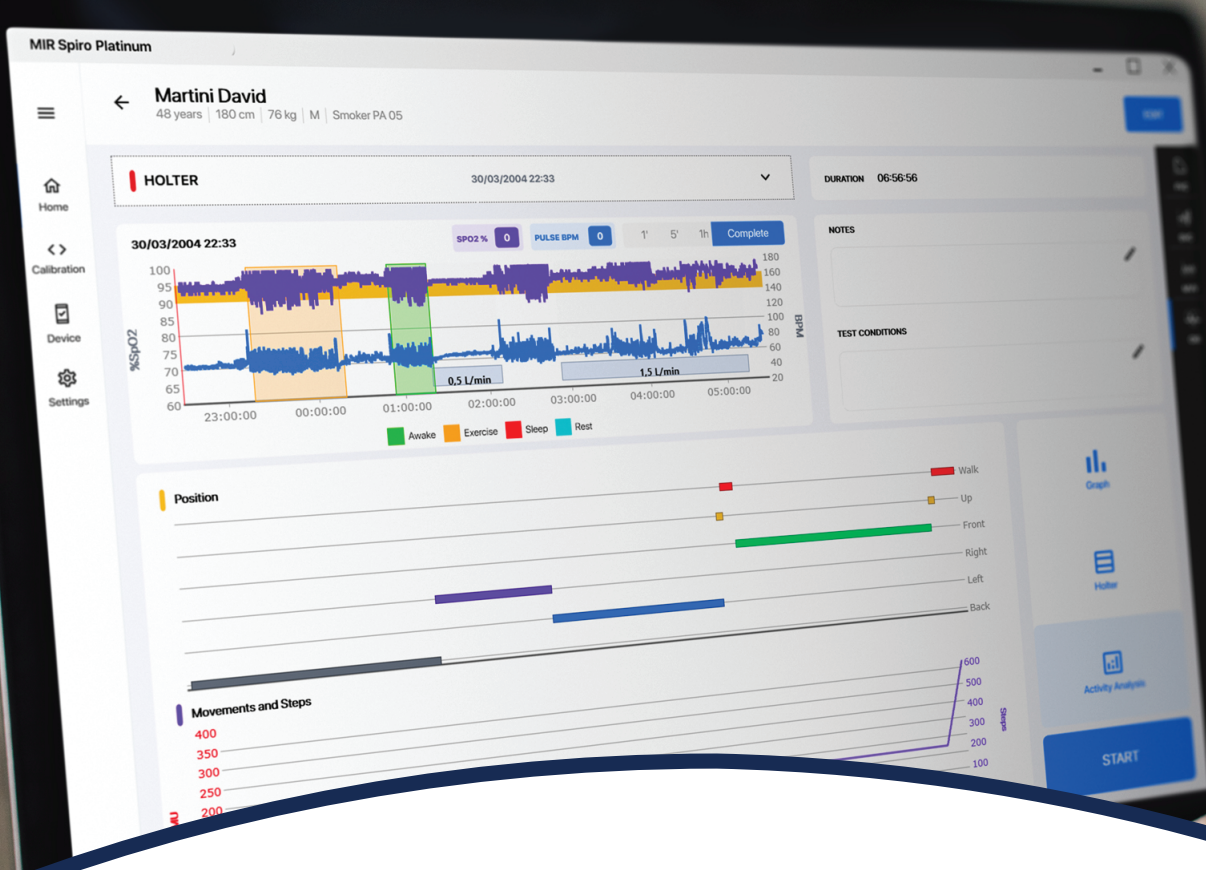 MIR Spiro Platinum
Martini David
48 years | 180 cm | 76 kg | M | Smoker PA 05
Home
Calibration
Device
Settings
HOLTER 30/03/2004 22:33
DURATION 06:56:56
30/03/2004 22:33
SPO2 % 0 PULSE BPM 0 1' 5' 1h Complete
NOTES
TEST CONDITIONS
%SpO2
100
95
90
85
80
75
70
65
60
180
160
140
120
100
80
60
40
20
BPM
0,5 L/min
1,5 L/min
23:00:00 00:00:00 01:00:00 02:00:00 03:00:00 04:00:00 05:00:00
Awake Exercise Sleep Rest
Position
Walk
Up
Front
Right
Left
Back
Movements and Steps
400
350
300
250
200
600
500
400
300
200
100
Steps
Graph
Holter
Activity Analysis
START